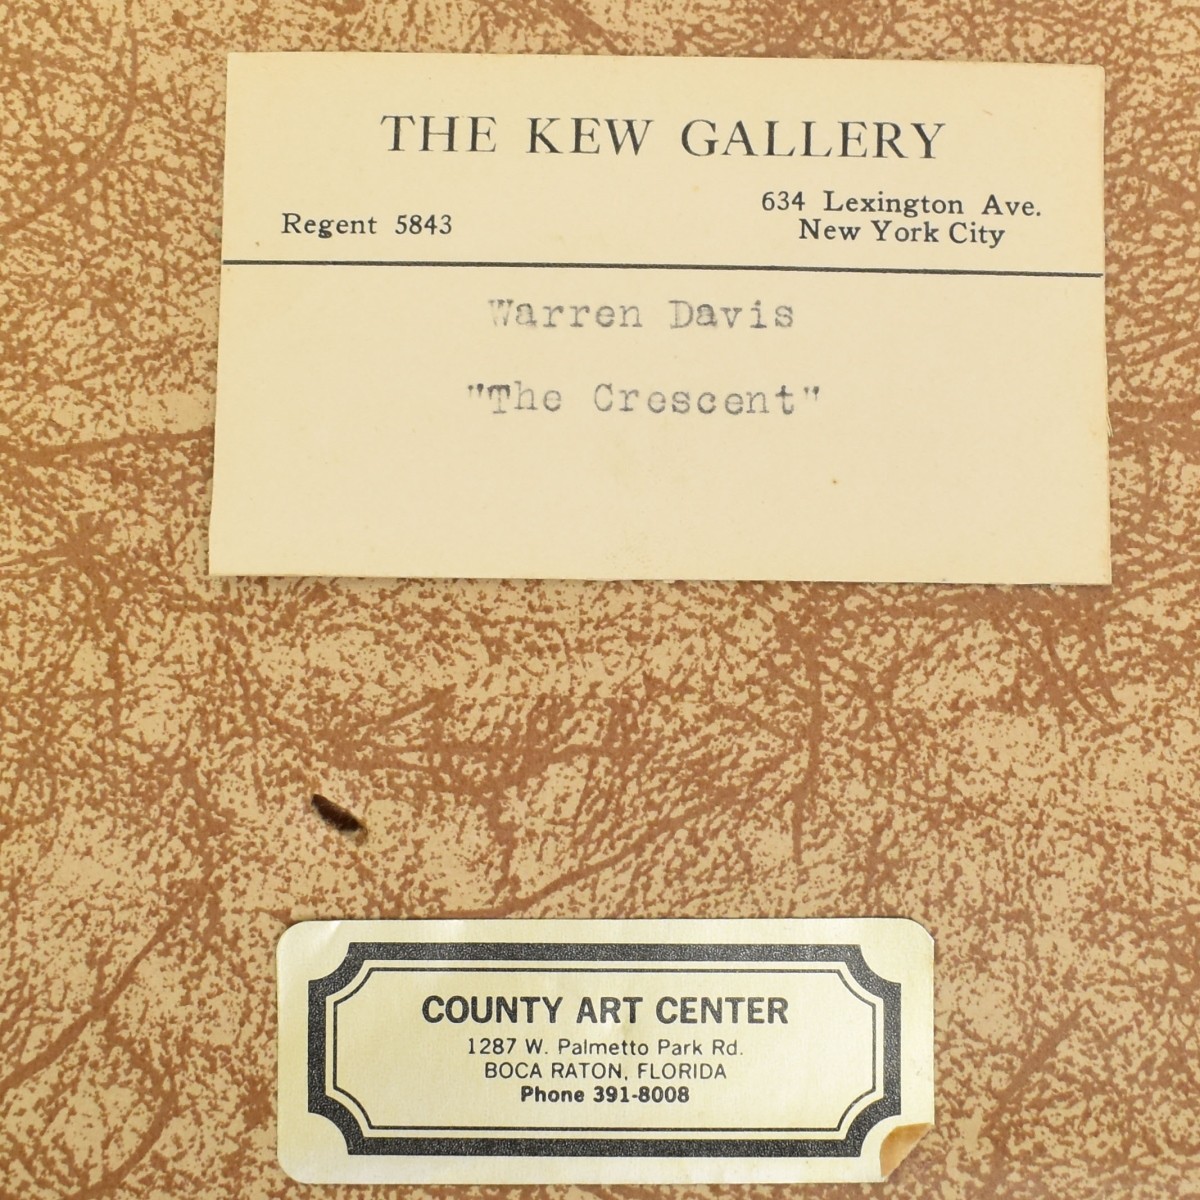 THE KEW GALLERY
Regent 5843
634 Lexington Ave.
New York City
Warren Davis
"The Crescent"
COUNTY ART CENTER
1287 W. Palmetto Park Rd.
BOCA RATON, FLORIDA
Phone 391-8008